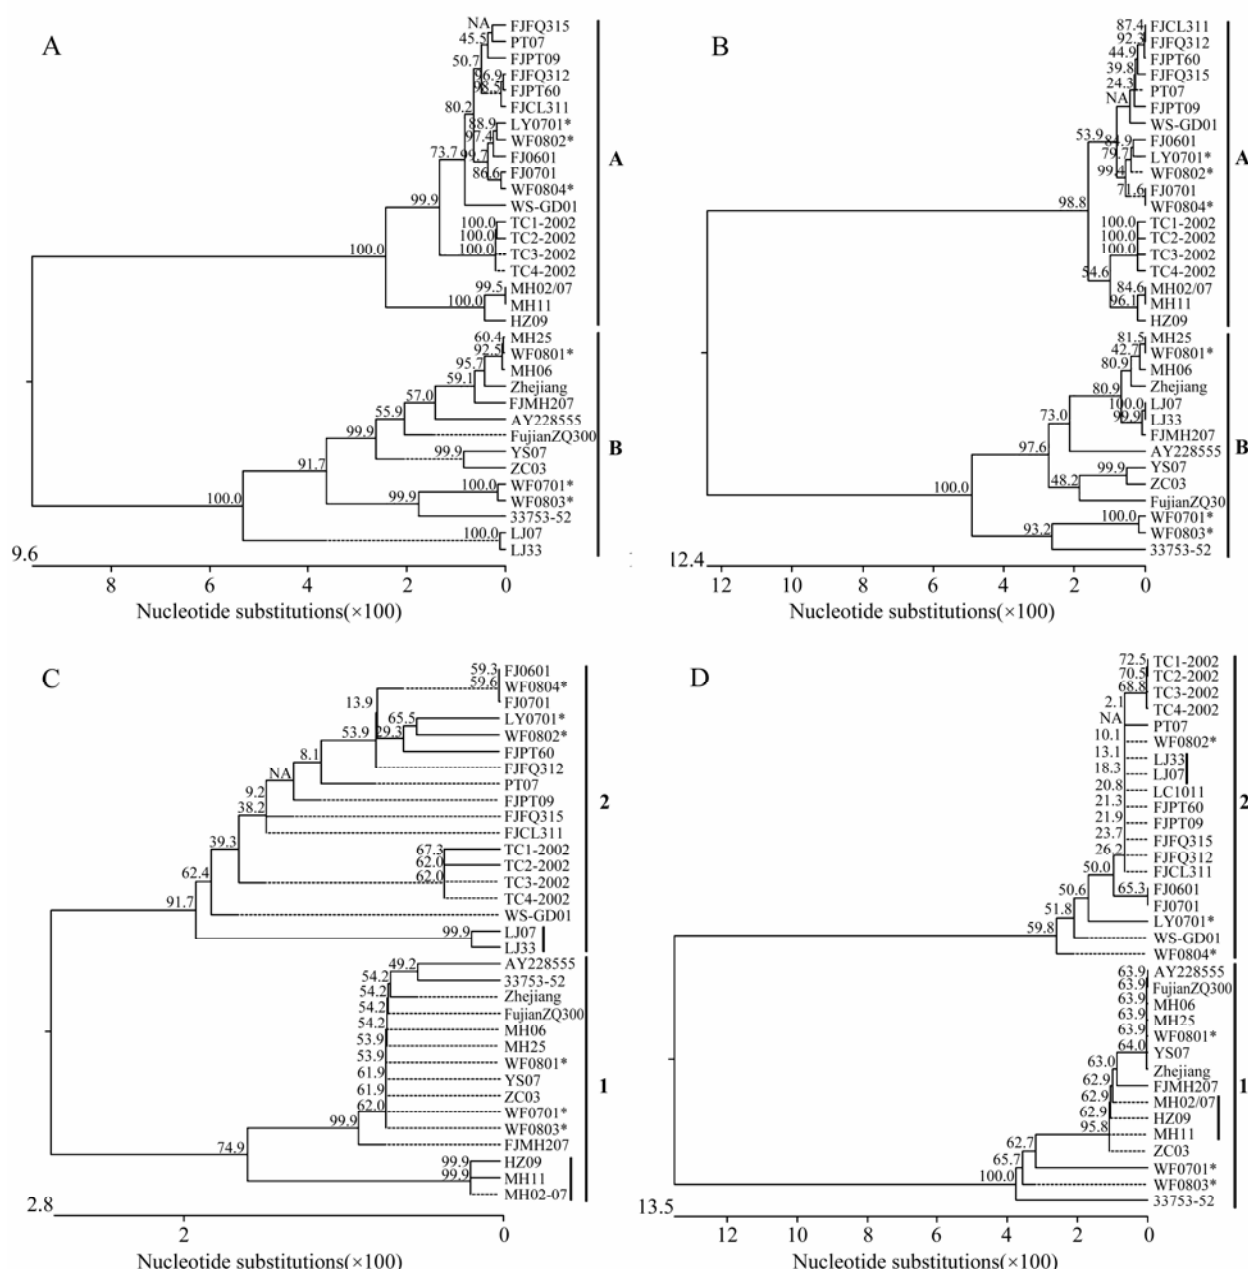 A
NA
FJFQ315
45.5
PT07
50.7
FJPT09
96.9
FJFQ312
98.5
FJPT60
80.2
FJCL311
88.9
LY0701*
97.4
WF0802*
73.7
99.7
FJ0601
86.6
FJ0701
WF0804*
99.9
WS-GD01
100.0
TC1-2002
100.0
TC2-2002
100.0
TC3-2002
100.0
TC4-2002
99.5
MH02/07
100.0
MH11
HZ09
A
60.4
MH25
92.5
WF0801*
95.7
MH06
59.1
Zhejiang
57.0
FJMH207
55.9
AY228555
99.9
FujianZQ300
99.9
YS07
91.7
ZC03
100.0
WF0701*
99.9
WF0803*
100.0
33753-52
100.0
LJ07
LJ33
B
9.6
8 6 4 2 0
Nucleotide substitutions(×100)
B
87.4
FJCL311
92.3
FJFQ312
44.9
FJPT60
39.8
FJFQ315
24.3
PT07
NA
FJPT09
WS-GD01
53.9
84.9
FJ0601
79.7
LY0701*
99.4
WF0802*
71.6
FJ0701
98.8
WF0804*
100.0
TC1-2002
100.0
TC2-2002
100.0
TC3-2002
54.6
TC4-2002
84.6
MH02/07
96.1
MH11
HZ09
A
81.5
MH25
42.7
WF0801*
80.9
MH06
80.9
Zhejiang
100.0
LJ07
99.9
LJ33
73.0
FJMH207
97.6
AY228555
99.9
YS07
48.2
ZC03
100.0
FujianZQ30
100.0
WF0701*
93.2
WF0803*
33753-52
B
12.4
12 10 8 6 4 2 0
Nucleotide substitutions(×100)
C
59.3
FJ0601
59.6
WF0804*
13.9
FJ0701
65.5
LY0701*
53.9
29.3
WF0802*
8.1
FJPT60
NA
FJFQ312
PT07
9.2
FJPT09
38.2
FJFQ315
FJCL311
39.3
67.3
TC1-2002
62.4
62.0
TC2-2002
62.0
TC3-2002
TC4-2002
91.7
WS-GD01
99.9
LJ07
LJ33
2
49.2
AY228555
54.2
33753-52
54.2
Zhejiang
54.2
FujianZQ300
54.2
MH06
53.9
MH25
53.9
WF0801*
61.9
YS07
61.9
ZC03
62.0
WF0701*
99.9
WF0803*
74.9
FJMH207
99.9
HZ09
99.9
MH11
MH02-07
1
2.8
2 0
Nucleotide substitutions(×100)
D
72.5
TC1-2002
70.5
TC2-2002
68.8
TC3-2002
2.1
TC4-2002
NA
PT07
10.1
WF0802*
13.1
LJ33
18.3
LJ07
20.8
LC1011
21.3
FJPT60
21.9
FJPT09
23.7
FJFQ315
26.2
FJFQ312
50.0
FJCL311
50.6
65.3
FJ0601
51.8
FJ0701
59.8
LY0701*
WS-GD01
WF0804*
2
63.9
AY228555
63.9
FujianZQ300
63.9
MH06
63.9
MH25
63.9
WF0801*
64.0
YS07
63.0
Zhejiang
62.9
FJMH207
62.9
MH02/07
62.9
HZ09
95.8
MH11
62.7
ZC03
65.7
WF0701*
100.0
WF0803*
33753-52
1
13.5
12 10 8 6 4 2 0
Nucleotide substitutions(×100)